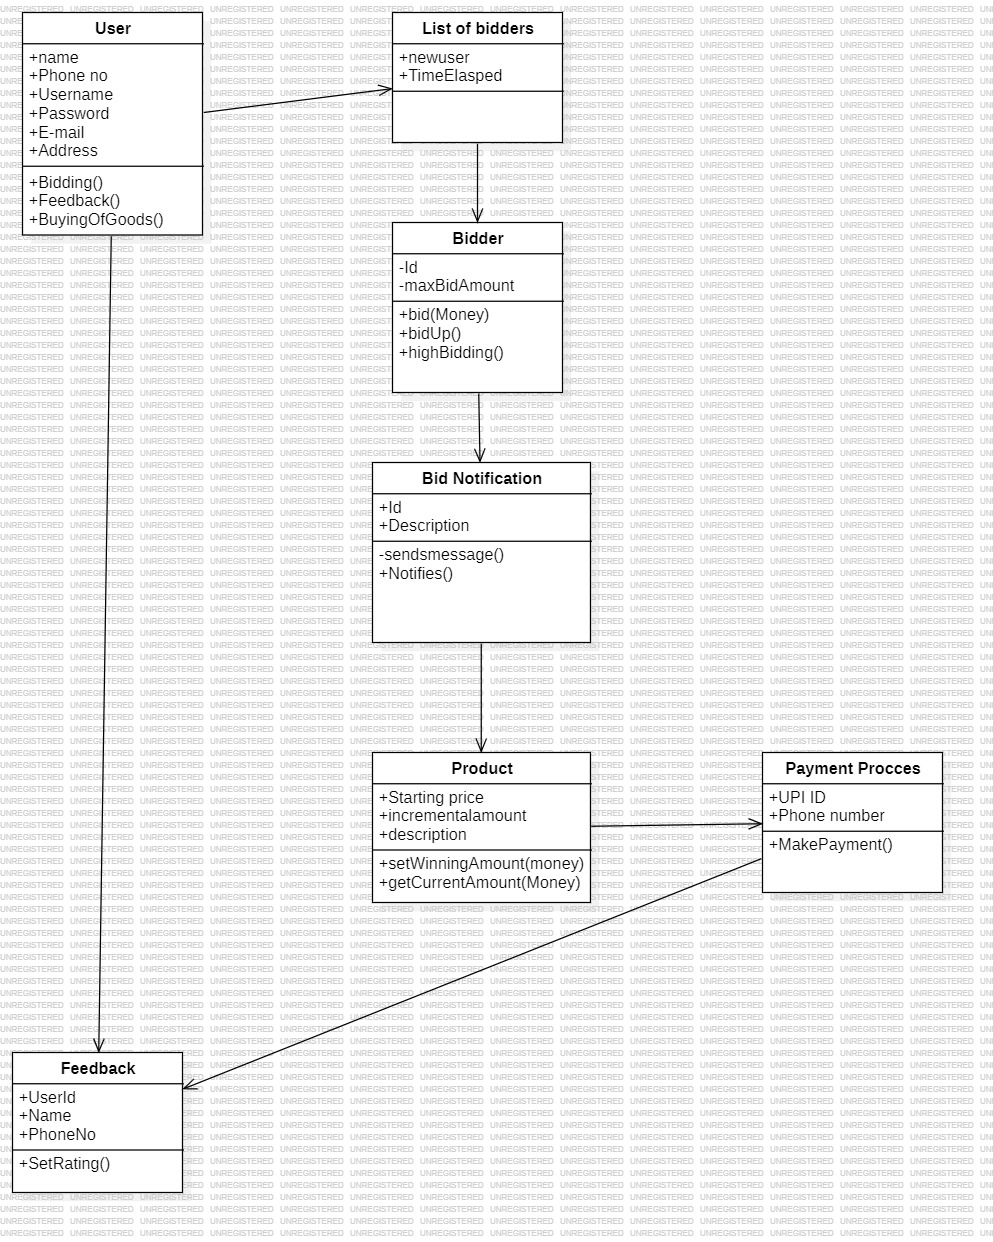 User
+name
+Phone no
+Username
+Password
+E-mail
+Address
+Bidding()
+Feedback()
+BuyingOfGoods()
List of bidders
+newuser
+TimeElasped
Bidder
-Id
-maxBidAmount
+bid(Money)
+bidUp()
+highBidding()
Bid Notification
+Id
+Description
-sendsmessage()
+Notifies()
Product
+Starting price
+incrementalamount
+description
+setWinningAmount(money)
+getCurrentAmount(Money)
Payment Procces
+UPI ID
+Phone number
+MakePayment()
Feedback
+UserId
+Name
+PhoneNo
+SetRating()
UNREGISTERED